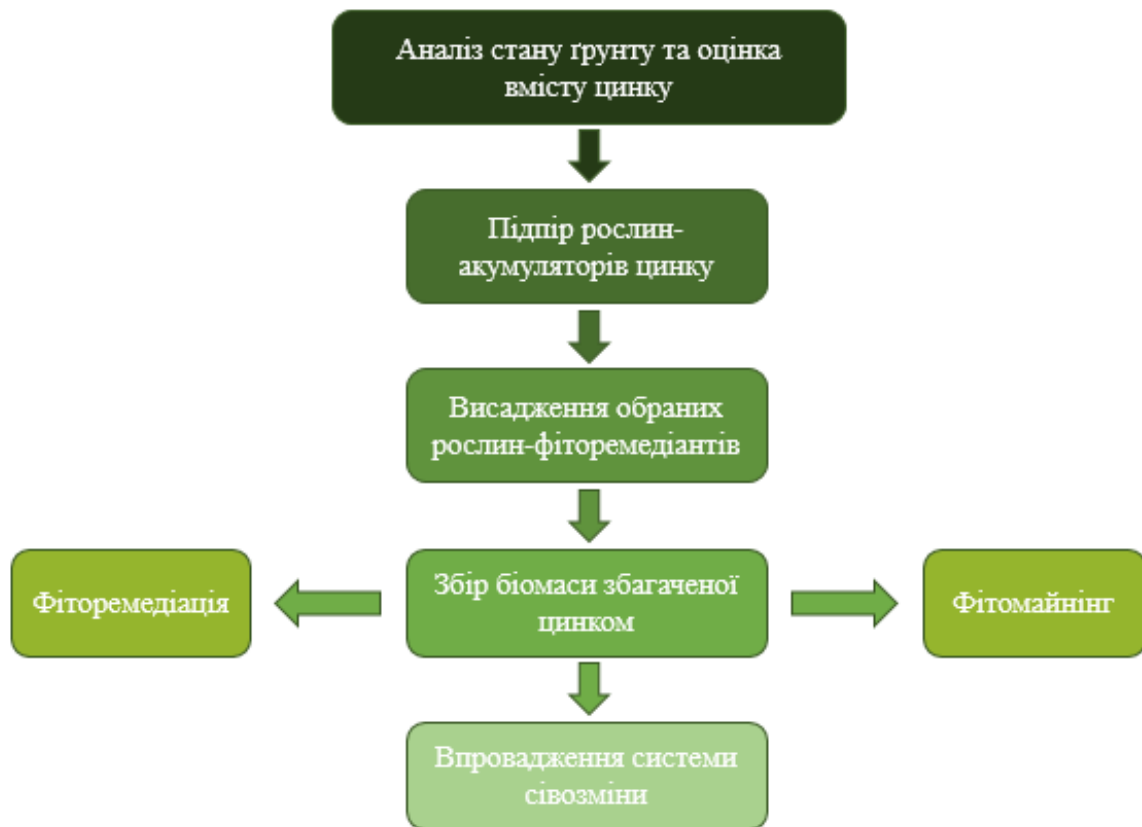 Аналіз стану ґрунту та оцінка
вмісту цинку
Підпір рослин-
акумуляторів цинку
Висадження обраних
рослин-фіторемедіантів
Фіторемедіація
Збір біомаси збагаченої
цинком
Фітомайнінг
Впровадження системи
сівозміни